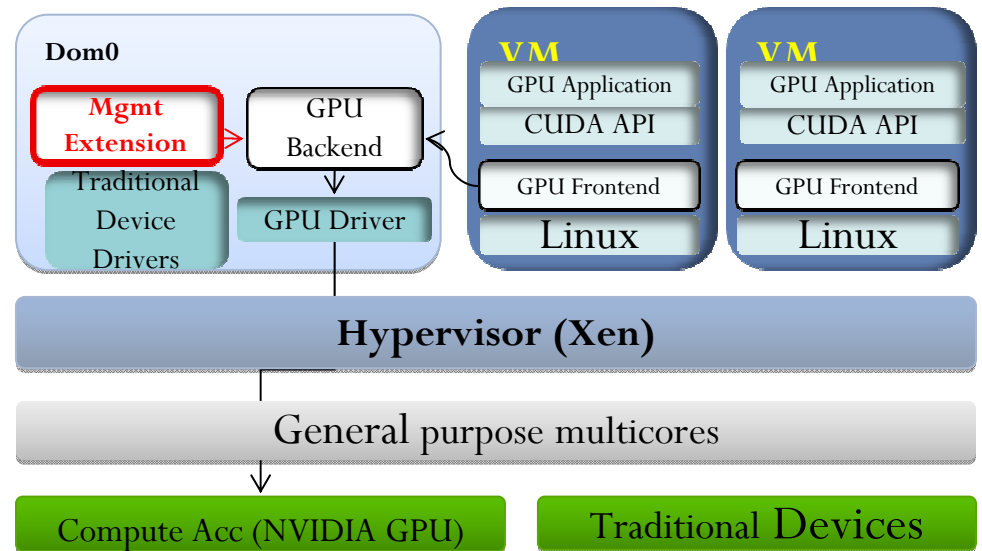 Dom0
Mgmt
Extension
GPU
Backend
Traditional
Device
Drivers
GPU Driver
VM
GPU Application
CUDA API
GPU Frontend
Linux
VM
GPU Application
CUDA API
GPU Frontend
Linux
Hypervisor (Xen)
General purpose multicores
Compute Acc (NVIDIA GPU)
Traditional Devices